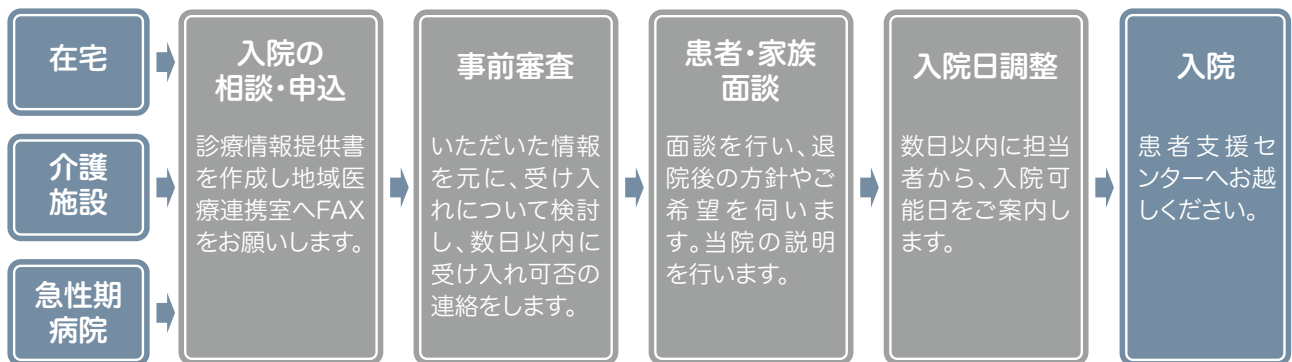 在宅
介護
施設
急性期
病院
入院の
相談・申込
診療情報提供書
を作成し地域医
療連携室へFAX
をお願いします。
事前審査
いただいた情報
を元に、受け入
れについて検討
し、数日以内に
受け入れ可否の
連絡をします。
患者・家族
面談
面談を行い、退
院後の方針やご
希望を伺いま
す。当院の説明
を行います。
入院日調整
数日以内に担当
者から、入院可
能日をご案内し
ます。
入院
患者支援セ
ンターへお越
しください。